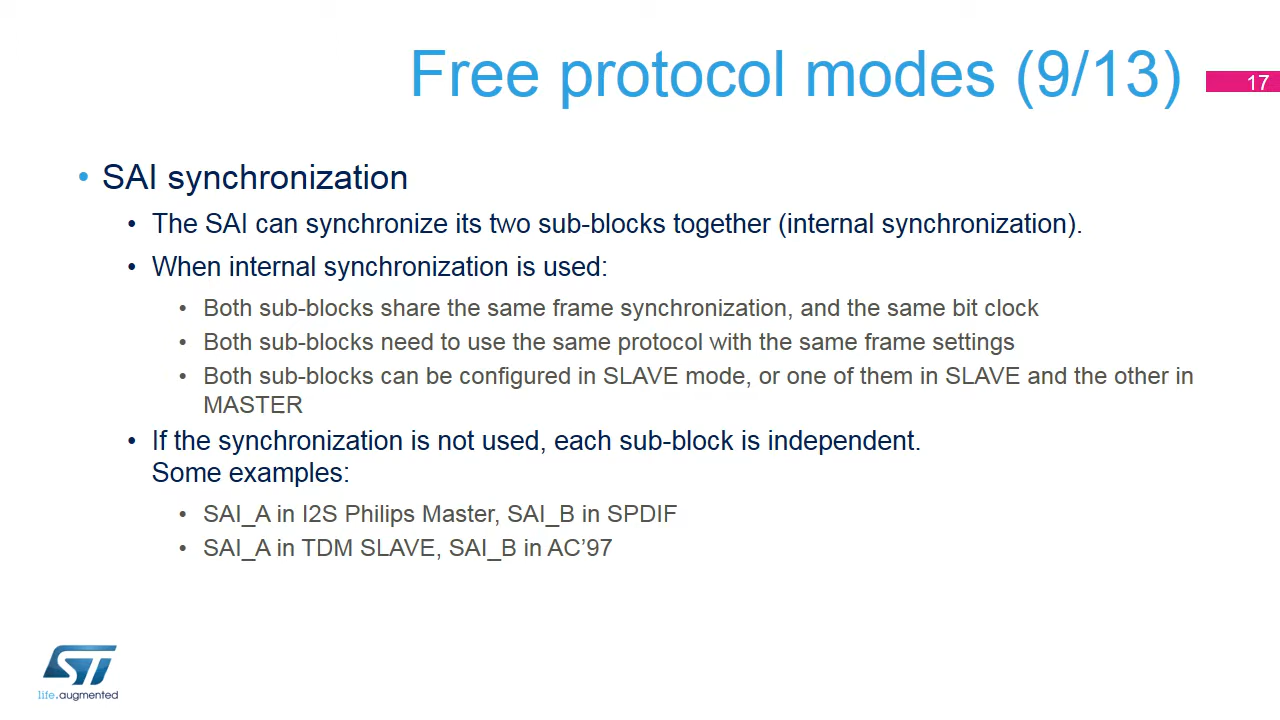 Free protocol modes (9/13)
17
• SAI synchronization
• The SAI can synchronize its two sub-blocks together (internal synchronization).
• When internal synchronization is used:
• Both sub-blocks share the same frame synchronization, and the same bit clock
• Both sub-blocks need to use the same protocol with the same frame settings
• Both sub-blocks can be configured in SLAVE mode, or one of them in SLAVE and the other in
MASTER
• If the synchronization is not used, each sub-block is independent.
Some examples:
• SAI_A in I2S Philips Master, SAI_B in SPDIF
• SAI_A in TDM SLAVE, SAI_B in AC’97
ST
life.augmented